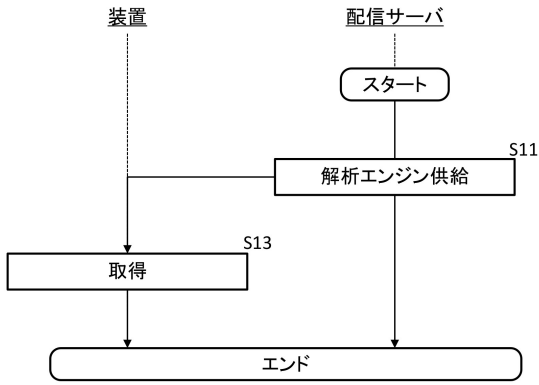 装置
配信サーバ
スタート
S11
解析エンジン供給
S13
取得
エンド